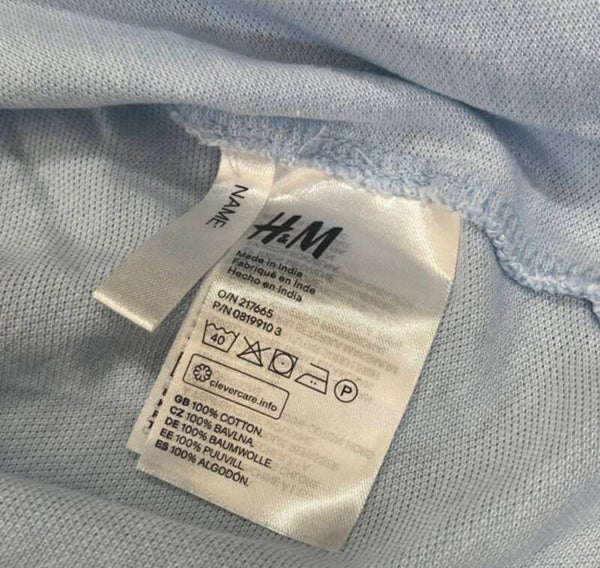 NAME:
H&M
Made in India
Fabriqué en Inde
Hecho en india
O/N 217665
P/N 0819910 3
40
P
clevercare.info
GB 100% COTTON.
CZ 100% BAVLNA.
DE 100% BAUMWOLLE
EE 100% PUUVILL.
ES 100% ALGODÓN.